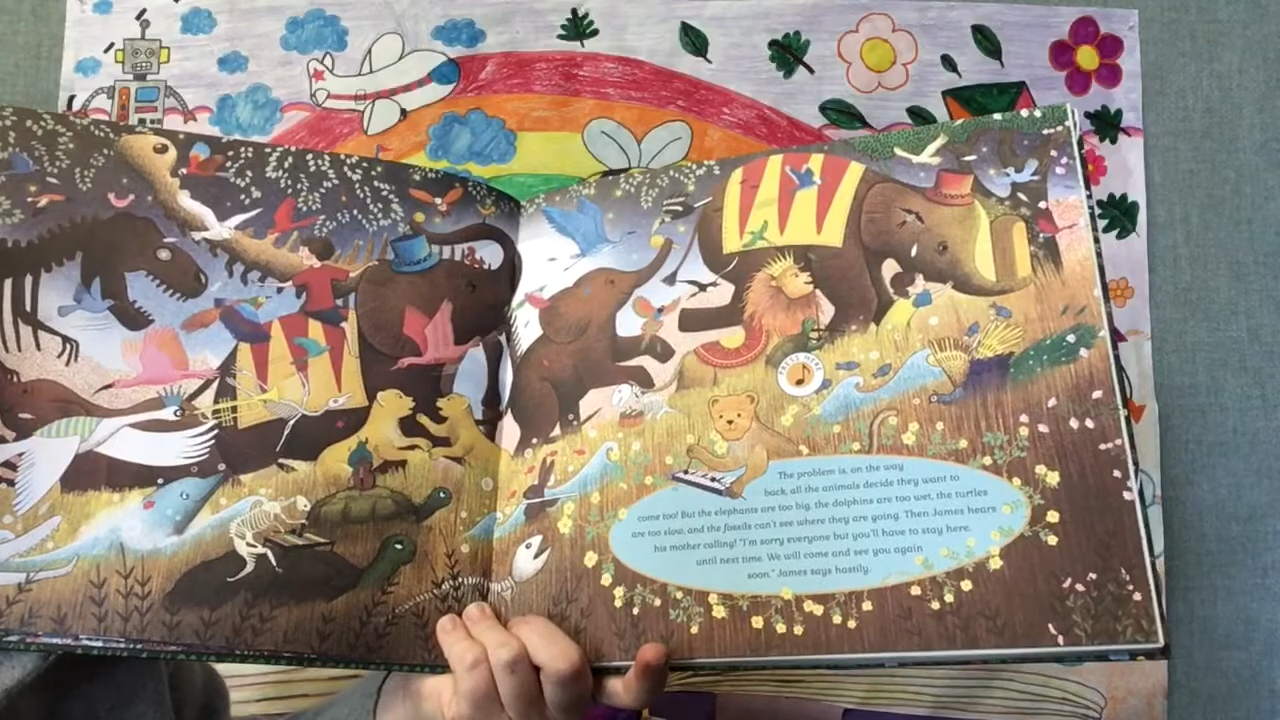 PRESS HERE
The problem is, on the way
back, all the animals decide they want to
come too! But the elephants are too big, the dolphins are too wet, the turtles
are too slow, and the fossils can't see where they are going. Then James hears
his mother calling! "I'm sorry everyone but you'll have to stay here,
until next time. We will come and see you again
soon," James says hastily.